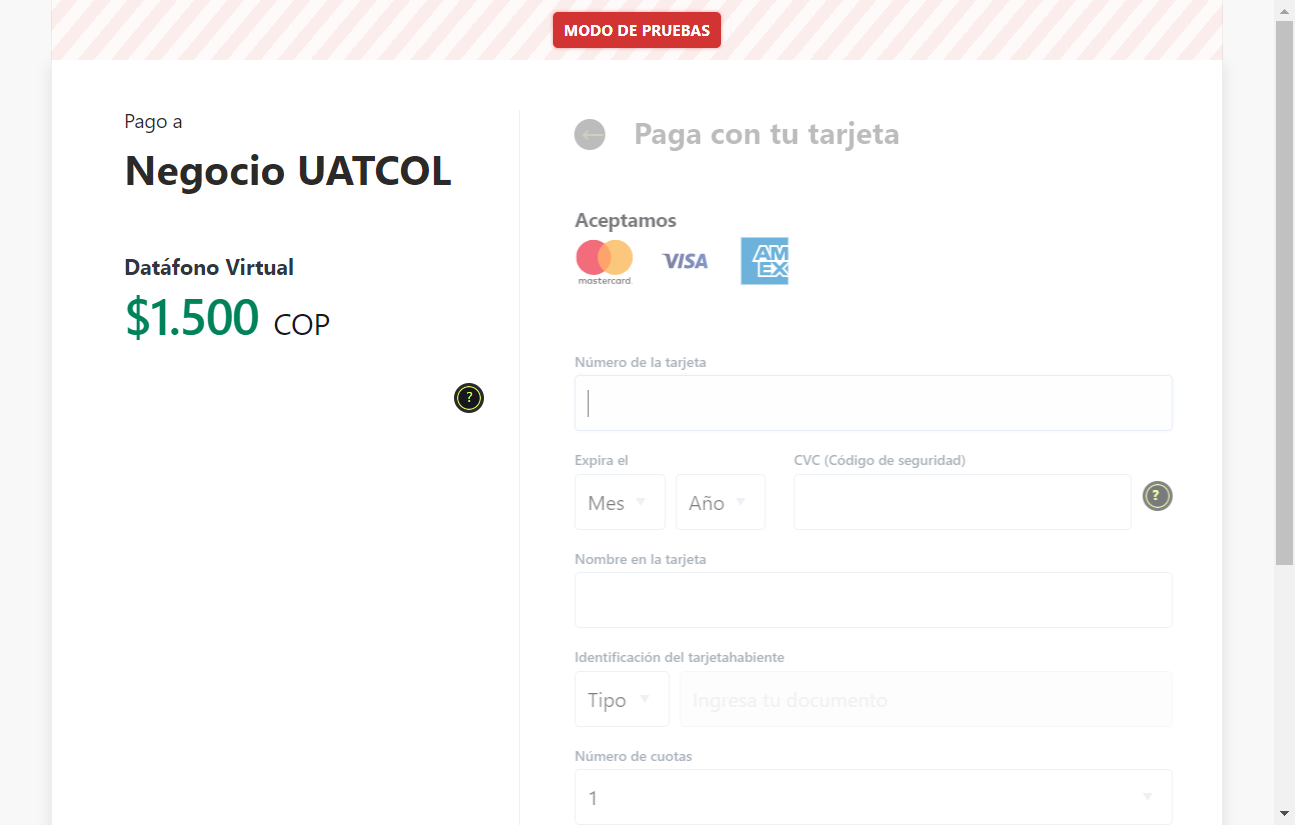 MODO DE PRUEBAS
Pago a
Negocio UATCOL
Datáfono Virtual
$1.500 COP
?
Paga con tu tarjeta
Aceptamos
mastercard.
VISA
AM
EX
Número de la tarjeta
Expira el
CVC (Código de seguridad)
Mes
Año
?
Nombre en la tarjeta
Identificación del tarjetahabiente
Tipo
Ingresa tu documento
Número de cuotas
1